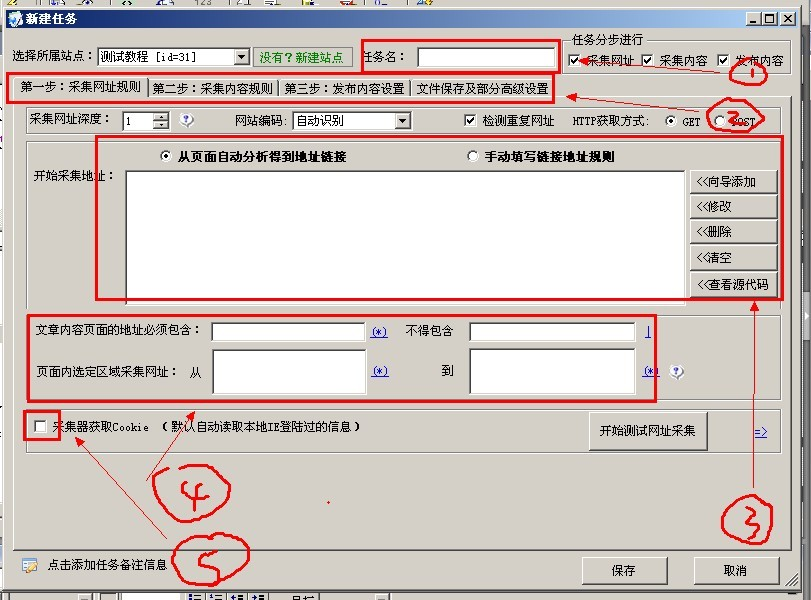 新建任务
选择所属站点： 测试教程 [id=31] 没有？新建站点 任务名： 任务分步进行
采集网址 采集内容 发布内容
1
第一步：采集网址规则 第二步：采集内容规则 第三步：发布内容设置 文件保存及部分高级设置
2
采集网址深度： 1 网站编码： 自动识别 检测重复网址 HTTP获取方式: GET POST
从页面自动分析得到地址链接 手动填写链接地址规则
开始采集地址：
<<向导添加
<<修改
<<删除
<<清空
<<查看源代码
文章内容页面的地址必须包含： (*) 不得包含
页面内选定区域采集网址： 从 (*) 到 (*)
采集器获取Cookie （默认自动读取本地IE登陆过的信息） 开始测试网址采集 =>
4
3
5
点击添加任务备注信息 保存 取消